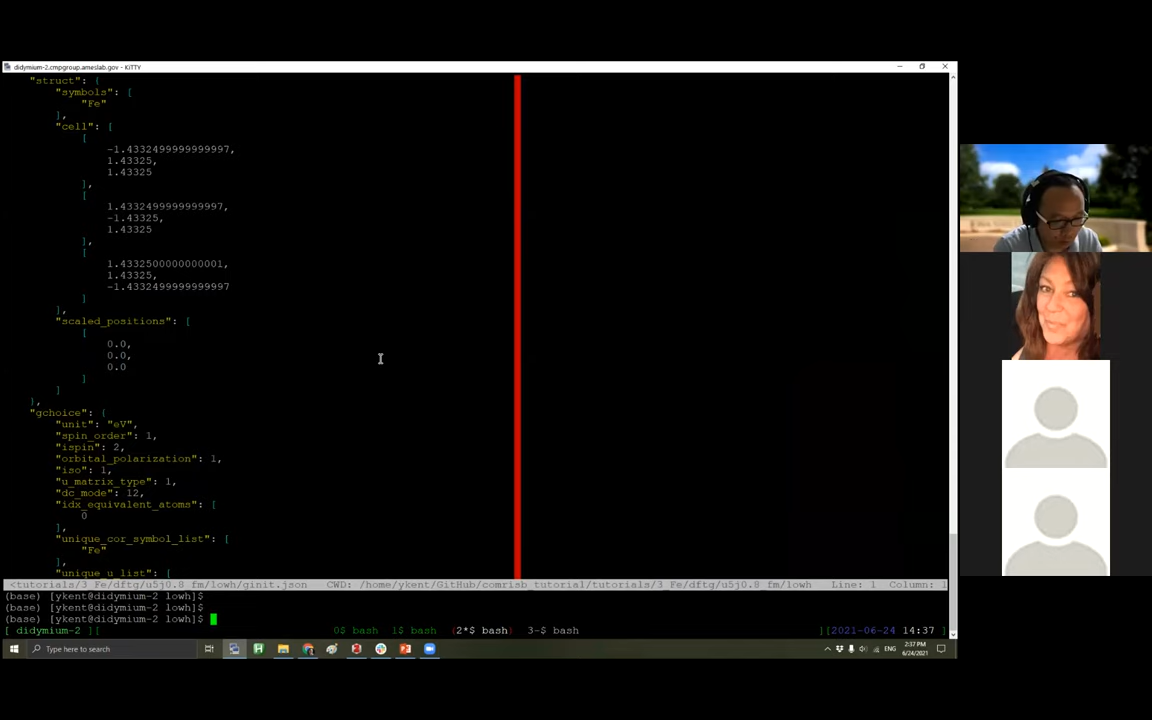 didymium-2.cmpgroup.ameslab.gov - KiTTY
"struct": {
"symbols": [
"Fe"
],
"cell": [
[
-1.4332499999999997,
1.43325,
1.43325
],
[
1.4332499999999997,
-1.43325,
1.43325
],
[
1.4332500000000001,
1.43325,
-1.4332499999999997
]
],
"scaled_positions": [
[
0.0,
0.0,
0.0
]
]
},
"gchoice": {
"unit": "eV",
"spin_order": 1,
"ispin": 2,
"orbital_polarization": 1,
"iso": 1,
"u_matrix_type": 1,
"dc_mode": 12,
"idx_equivalent_atoms": [
0
],
"unique_cor_symbol_list": [
"Fe"
],
"unique_u_list": [
<tutorials/3_Fe/dftg/u5j0.8_fm/lowh/ginit.json CWD: /home/ykent/GitHub/comrisb_tutorial/tutorials/3_Fe/dftg/u5j0.8_fm/lowh Line: 1 Column: 1
(base) [ykent@didymium-2 lowh]$
(base) [ykent@didymium-2 lowh]$
(base) [ykent@didymium-2 lowh]$
[ didymium-2 ][ 0$ bash 1$ bash (2*$ bash) 3-$ bash ][2021-06-24 14:37 ]
Type here to search
ENG
2:37 PM
6/24/2021